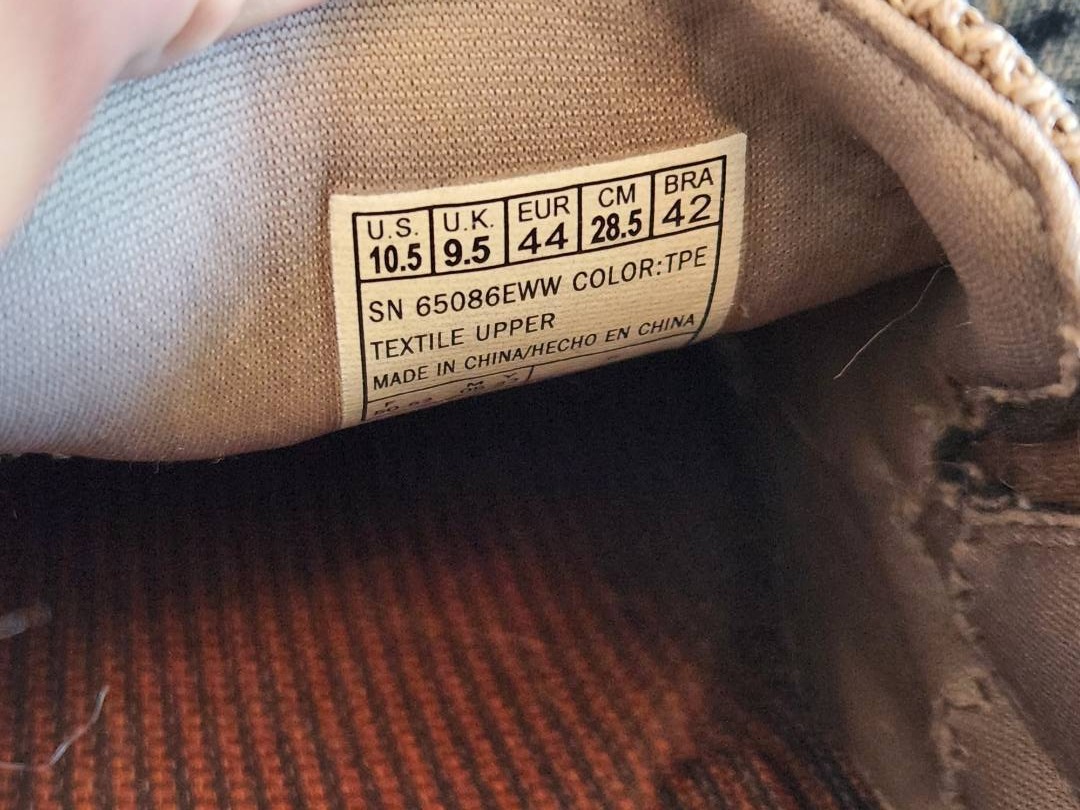 U.S. U.K. EUR CM BRA
10.5 9.5 44 28.5 42
SN 65086EWW COLOR:TPE
TEXTILE UPPER
MADE IN CHINA/HECHO EN CHINA